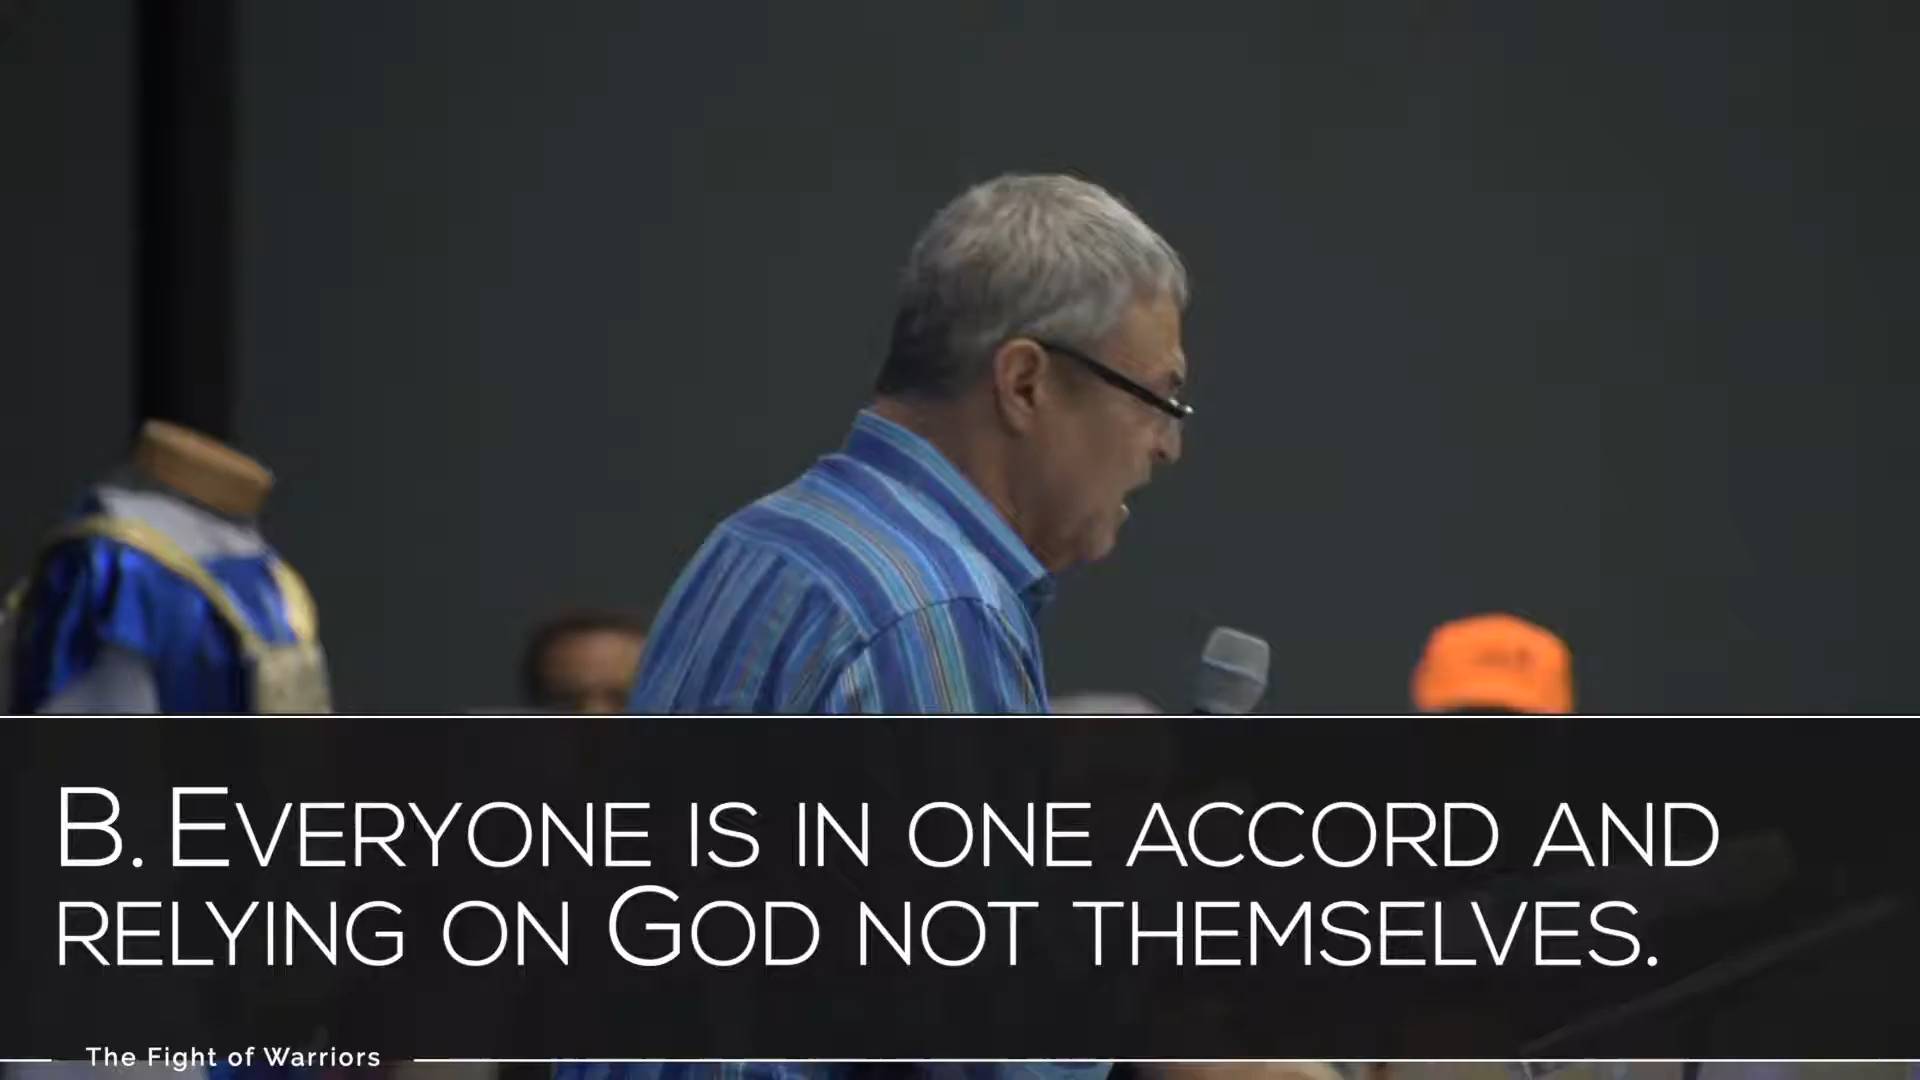 B. Everyone is in one accord and
relying on God not themselves.
The Fight of Warriors